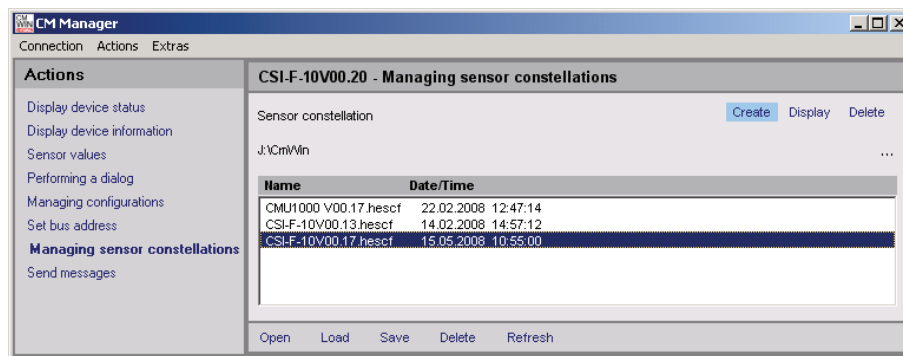 CM WIN CM Manager
Connection Actions Extras
Actions
Display device status
Display device information
Sensor values
Performing a dialog
Managing configurations
Set bus address
Managing sensor constellations
Send messages
CSI-F-10V00.20 - Managing sensor constellations
Sensor constellation Create Display Delete
J:\CmWin ...
Name Date/Time
CMU1000 V00.17.hescf 22.02.2008 12:47:14
CSI-F-10V00.13.hescf 14.02.2008 14:57:12
CSI-F-10V00.17.hescf 15.05.2008 10:55:00
Open Load Save Delete Refresh